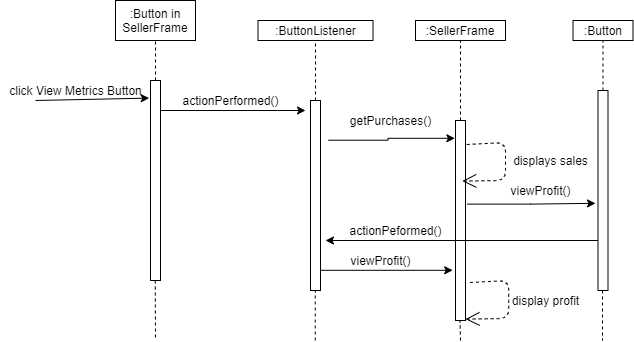 :Button in
SellerFrame
:ButtonListener
:SellerFrame
:Button
click View Metrics Button
actionPerformed()
getPurchases()
displays sales
viewProfit()
actionPeformed()
viewProfit()
display profit